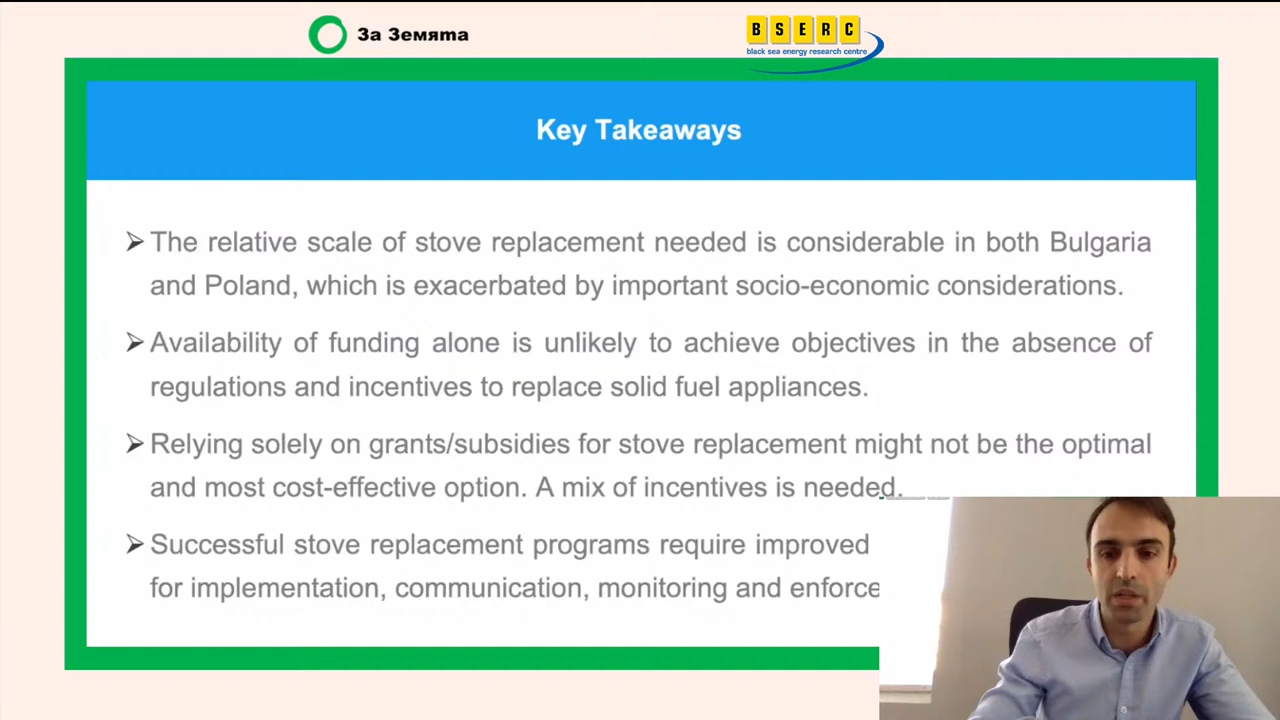 За Земята
BSERC
black sea energy research centre
Key Takeaways
➢ The relative scale of stove replacement needed is considerable in both Bulgaria
and Poland, which is exacerbated by important socio-economic considerations.
➢ Availability of funding alone is unlikely to achieve objectives in the absence of
regulations and incentives to replace solid fuel appliances.
➢ Relying solely on grants/subsidies for stove replacement might not be the optimal
and most cost-effective option. A mix of incentives is needed.
➢ Successful stove replacement programs require improved
for implementation, communication, monitoring and enforce